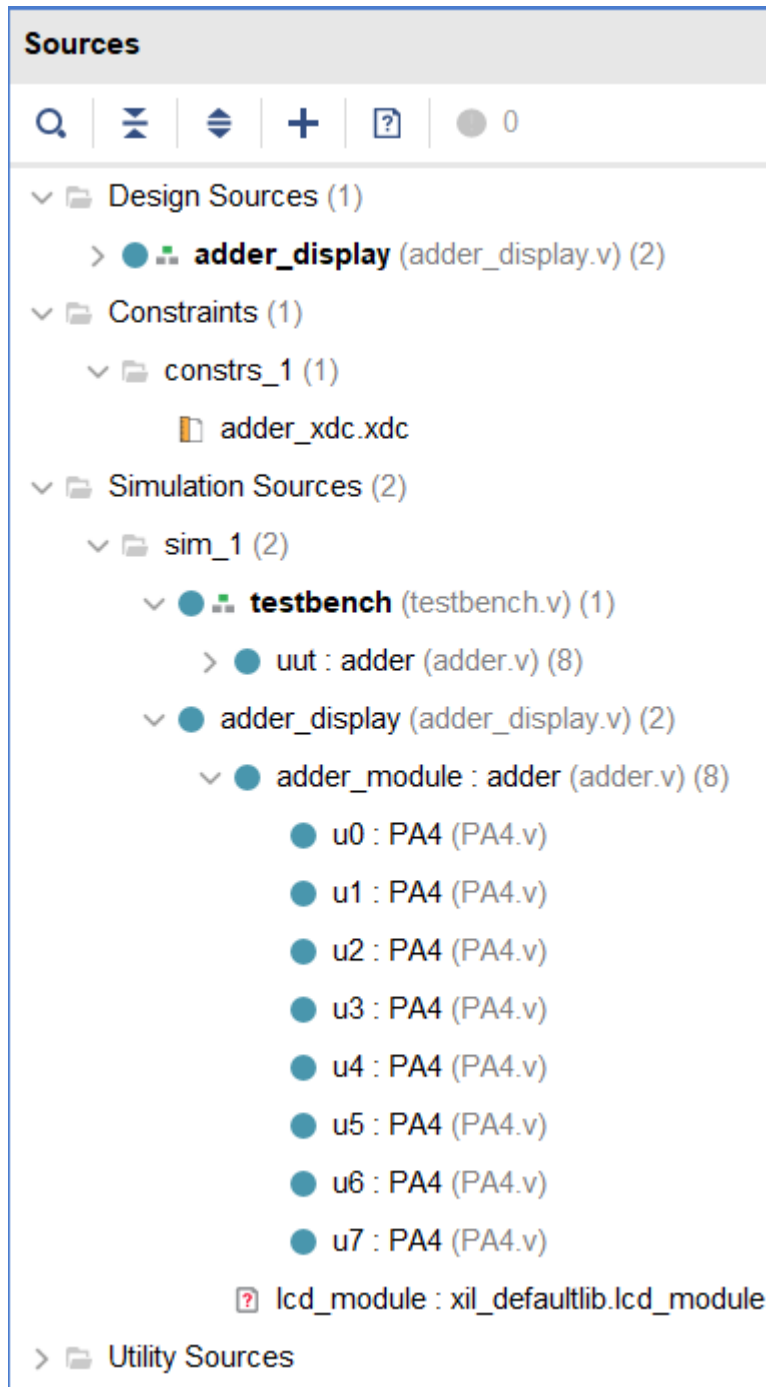 Sources
0
Design Sources (1)
adder_display (adder_display.v) (2)
Constraints (1)
constrs_1 (1)
adder_xdc.xdc
Simulation Sources (2)
sim_1 (2)
testbench (testbench.v) (1)
uut : adder (adder.v) (8)
adder_display (adder_display.v) (2)
adder_module : adder (adder.v) (8)
u0 : PA4 (PA4.v)
u1 : PA4 (PA4.v)
u2 : PA4 (PA4.v)
u3 : PA4 (PA4.v)
u4 : PA4 (PA4.v)
u5 : PA4 (PA4.v)
u6 : PA4 (PA4.v)
u7 : PA4 (PA4.v)
lcd_module : xil_defaultlib.lcd_module
Utility Sources